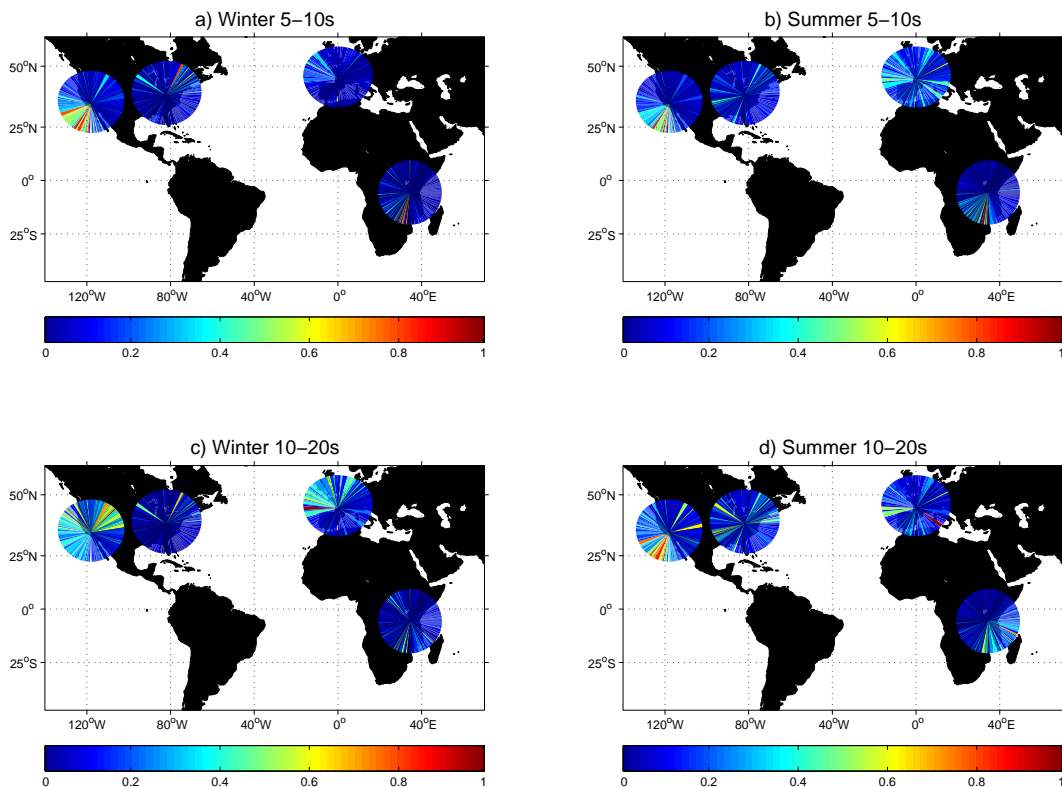 a) Winter 5−10s
50°N
25°N
0°
25°S
120°W
80°W
40°W
0°
40°E
0
0.2
0.4
0.6
0.8
1
b) Summer 5−10s
50°N
25°N
0°
25°S
120°W
80°W
40°W
0°
40°E
0
0.2
0.4
0.6
0.8
1
c) Winter 10−20s
50°N
25°N
0°
25°S
120°W
80°W
40°W
0°
40°E
0
0.2
0.4
0.6
0.8
1
d) Summer 10−20s
50°N
25°N
0°
25°S
120°W
80°W
40°W
0°
40°E
0
0.2
0.4
0.6
0.8
1